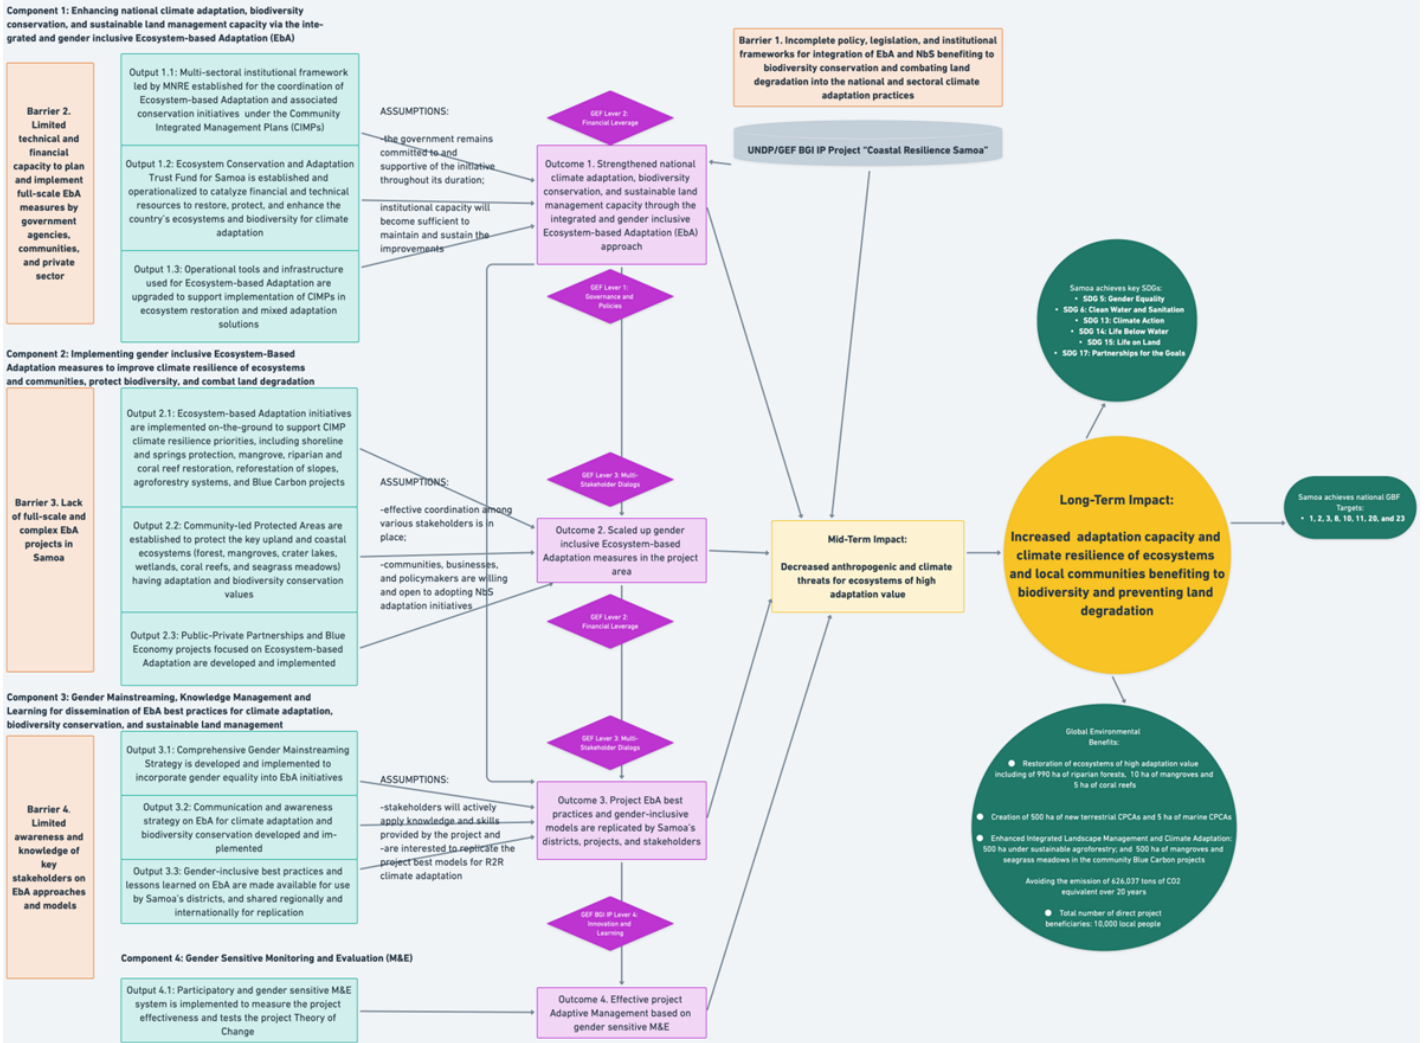 Component 1: Enhancing national climate adaptation, biodiversity
conservation, and sustainable land management capacity via the inte-
grated and gender inclusive Ecosystem-based Adaptation (EbA)
Barrier 2.
Limited
technical and
financial
capacity to plan
and implement
full-scale EbA
measures by
government
agencies,
communities,
and private
sector
Output 1.1: Multi-sectoral institutional framework
led by MNRE established for the coordination of
Ecosystem-based Adaptation and associated
conservation initiatives under the Community
Integrated Management Plans (CIMPs)
Output 1.2: Ecosystem Conservation and Adaptation
Trust Fund for Samoa is established and
operationalized to catalyze financial and technical
resources to restore, protect, and enhance the
country's ecosystems and biodiversity for climate
adaptation
Output 1.3: Operational tools and infrastructure
used for Ecosystem-based Adaptation are
upgraded to support implementation of CIMPs in
ecosystem restoration and mixed adaptation
solutions
ASSUMPTIONS:
-the government remains
committed to and
supportive of the initiative
throughout its duration;
institutional capacity will
become sufficient to
maintain and sustain the
improvements
GEF Lever 2:
Financial Leverage
Outcome 1. Strengthened national
climate adaptation, biodiversity
conservation, and sustainable land
management capacity through the
integrated and gender inclusive
Ecosystem-based Adaptation (EbA)
approach
GEF Lever 1:
Governance and
Policies
Barrier 1. Incomplete policy, legislation, and institutional
frameworks for integration of EbA and NbS benefiting to
biodiversity conservation and combating land
degradation into the national and sectoral climate
adaptation practices
UNDP/GEF BGI IP Project "Coastal Resilience Samoa"
Component 2: Implementing gender inclusive Ecosystem-Based
Adaptation measures to improve climate resilience of ecosystems
and communities, protect biodiversity, and combat land degradation
Barrier 3. Lack
of full-scale and
complex EbA
projects in
Samoa
Output 2.1: Ecosystem-based Adaptation initiatives
are implemented on-the-ground to support CIMP
climate resilience priorities, including shoreline
and springs protection, mangrove, riparian and
coral reef restoration, reforestation of slopes,
agroforestry systems, and Blue Carbon projects
Output 2.2: Community-led Protected Areas are
established to protect the key upland and coastal
ecosystems (forest, mangroves, crater lakes,
wetlands, coral reefs, and seagrass meadows)
having adaptation and biodiversity conservation
values
Output 2.3: Public-Private Partnerships and Blue
Economy projects focused on Ecosystem-based
Adaptation are developed and implemented
ASSUMPTIONS:
-effective coordination among
various stakeholders is in
place;
-communities, businesses,
and policymakers are willing
and open to adopting NbS
adaptation initiatives
GEF Lever 3: Multi-
Stakeholder Dialogs
Outcome 2. Scaled up gender
inclusive Ecosystem-based
Adaptation measures in the project
area
GEF Lever 2:
Financial Leverage
Mid-Term Impact:
Decreased anthropogenic and climate
threats for ecosystems of high
adaptation value
Samoa achieves key SDGs:
• SDG 5: Gender Equality
• SDG 6: Clean Water and Sanitation
• SDG 13: Climate Action
• SDG 14: Life Below Water
• SDG 15: Life on Land
• SDG 17: Partnerships for the Goals
Long-Term Impact:
Increased adaptation capacity and
climate resilience of ecosystems
and local communities benefiting to
biodiversity and preventing land
degradation
Samoa achieves national GBF
Targets:
• 1, 2, 3, 8, 10, 11, 20, and 23
Component 3: Gender Mainstreaming, Knowledge Management and
Learning for dissemination of EbA best practices for climate adaptation,
biodiversity conservation, and sustainable land management
Barrier 4.
Limited
awareness and
knowledge of
key
stakeholders on
EbA approaches
and models
Output 3.1: Comprehensive Gender Mainstreaming
Strategy is developed and implemented to
incorporate gender equality into EbA initiatives
Output 3.2: Communication and awareness
strategy on EbA for climate adaptation and
biodiversity conservation developed and im-
plemented
Output 3.3: Gender-inclusive best practices and
lessons learned on EbA are made available for use
by Samoa's districts, and shared regionally and
internationally for replication
ASSUMPTIONS:
-stakeholders will actively
apply knowledge and skills
provided by the project and
-are interested to replicate the
project best models for R2R
climate adaptation
GEF Lever 3: Multi-
Stakeholder Dialogs
Outcome 3. Project EbA best
practices and gender-inclusive
models are replicated by Samoa's
districts, projects, and stakeholders
GEF BGI IP Lever 4:
Innovation and
Learning
Global Environmental
Benefits:
● Restoration of ecosystems of high adaptation value
including of 990 ha of riparian forests, 10 ha of mangroves and
5 ha of coral reefs
● Creation of 500 ha of new terrestrial CPCAs and 5 ha of marine CPCAs
● Enhanced Integrated Landscape Management and Climate Adaptation:
500 ha under sustainable agroforestry; and 500 ha of mangroves and
seagrass meadows in the community Blue Carbon projects
Avoiding the emission of 626,037 tons of CO2
equivalent over 20 years
● Total number of direct project
beneficiaries: 10,000 local people
Component 4: Gender Sensitive Monitoring and Evaluation (M&E)
Output 4.1: Participatory and gender sensitive M&E
system is implemented to measure the project
effectiveness and tests the project Theory of
Change
Outcome 4. Effective project
Adaptive Management based on
gender sensitive M&E